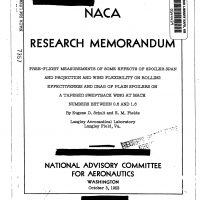 NACA
RESEARCH MEMORANDUM
FREE-FLIGHT MEASUREMENTS OF SOME EFFECTS OF SPOILER SPAN
AND PROJECTION AND WING FLEXIBILITY ON ROLLING
EFFECTIVENESS AND DRAG OF PLAIN SPOILERS ON
A TAPERED SWEPTBACK WING AT MACH
NUMBERS BETWEEN 0.6 AND 1.6
By Eugene D. Schult and E. M. Fields
Langley Aeronautical Laboratory
Langley Field, Va.
NATIONAL ADVISORY COMMITTEE
FOR AERONAUTICS
WASHINGTON
October 5, 1953
7367